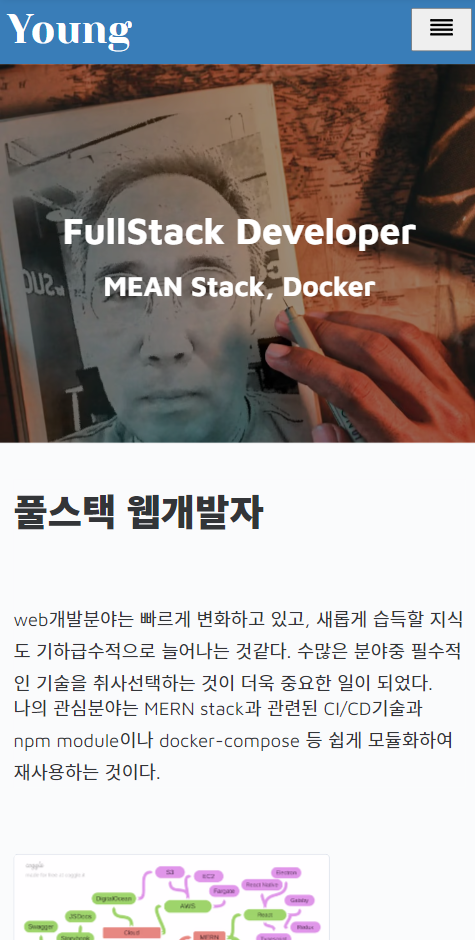 Young
FullStack Developer
MEAN Stack, Docker
풀스택 웹개발자
web개발분야는 빠르게 변화하고 있고, 새롭게 습득할 지식
도 기하급수적으로 늘어나는 것같다. 수많은 분야중 필수적
인 기술을 취사선택하는 것이 더욱 중요한 일이 되었다.
나의 관심분야는 MERN stack과 관련된 CI/CD기술과
npm module이나 docker-compose 등 쉽게 모듈화하여
재사용하는 것이다.
coggle
made for free at coggle.it
S3
EC2
Fargate
React Native
Electron
DigitalOcean
AWS
Gatsby
JSDocs
React
Swagger
Cloud
MERN
Redux
Storybook